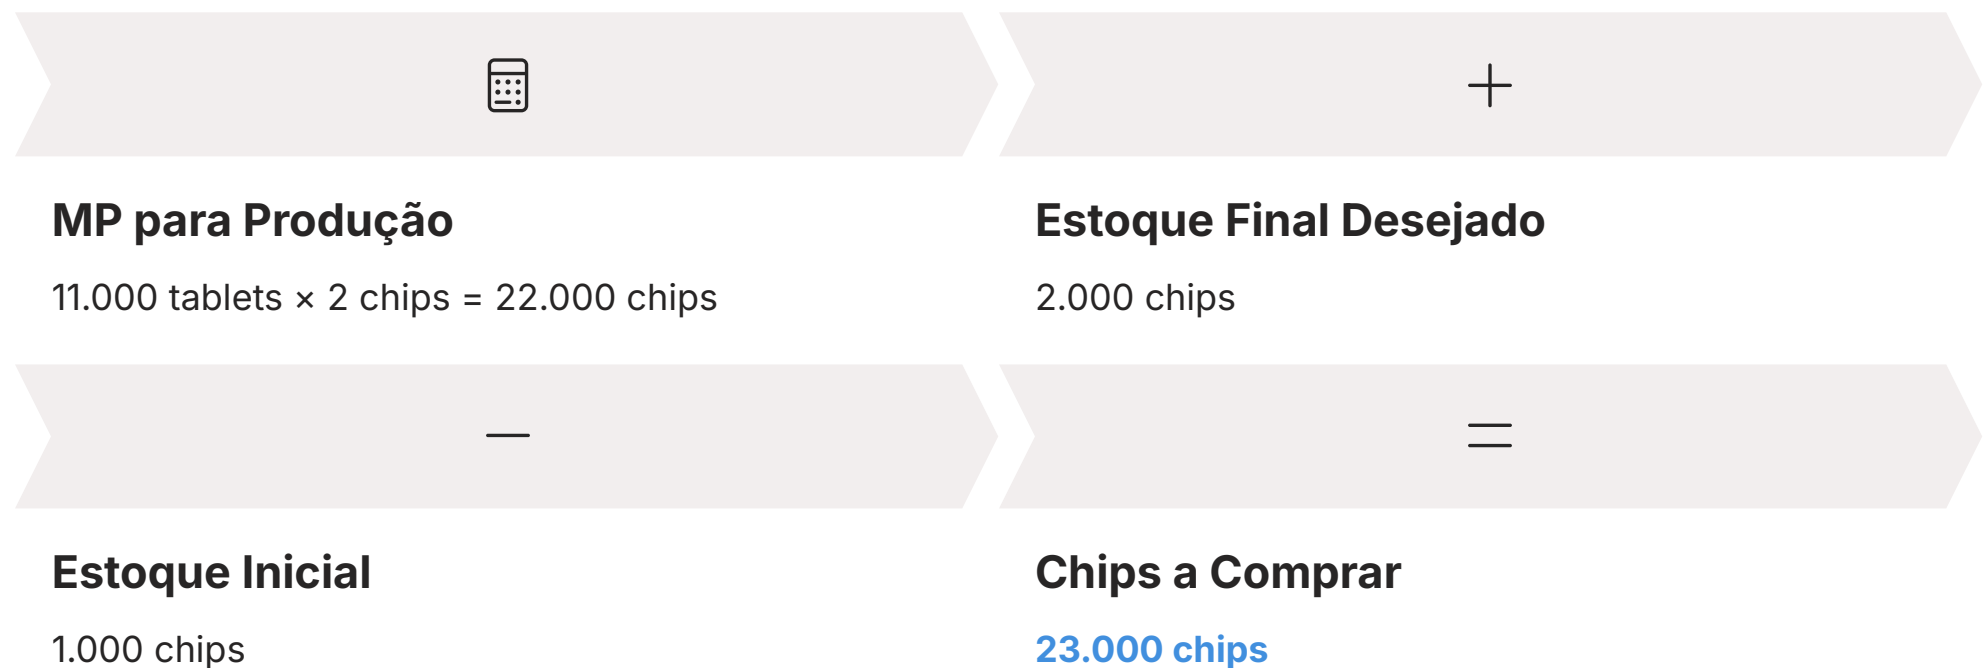 MP para Produção
11.000 tablets × 2 chips = 22.000 chips
Estoque Final Desejado
2.000 chips
Estoque Inicial
1.000 chips
Chips a Comprar
23.000 chips